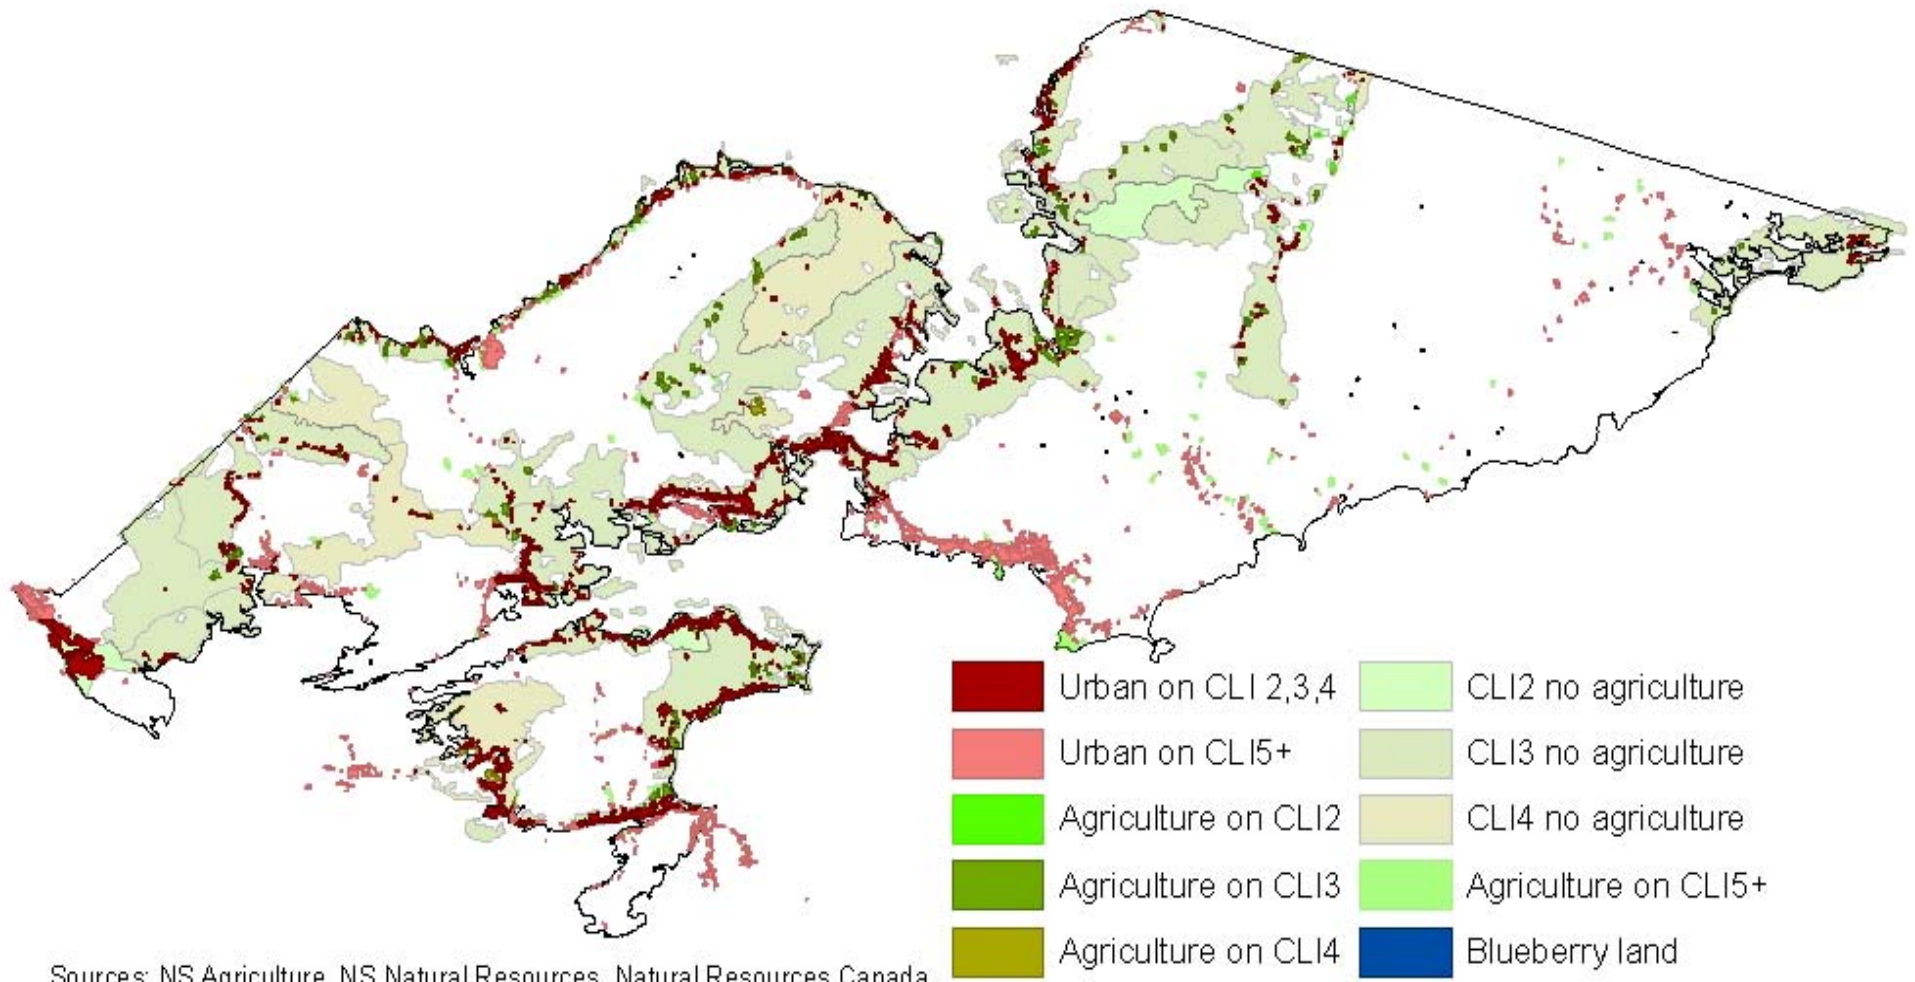 Urban on CLI 2,3,4
Urban on CLI5+
Agriculture on CLI2
Agriculture on CLI3
Agriculture on CLI4
CLI2 no agriculture
CLI3 no agriculture
CLI4 no agriculture
Agriculture on CLI5+
Blueberry land
Sources: NS Agriculture, NS Natural Resources, Natural Resources Canada